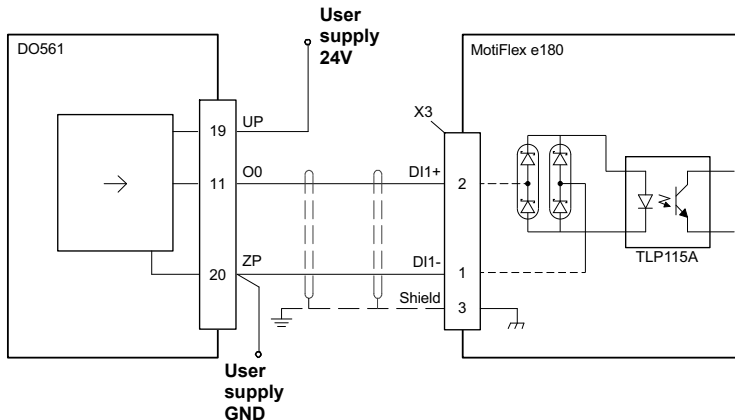 User
supply
24V
DO561
MotiFlex e180
X3
19
UP
11
O0
DI1+
2
20
ZP
DI1-
1
Shield
3
TLP115A
User
supply
GND